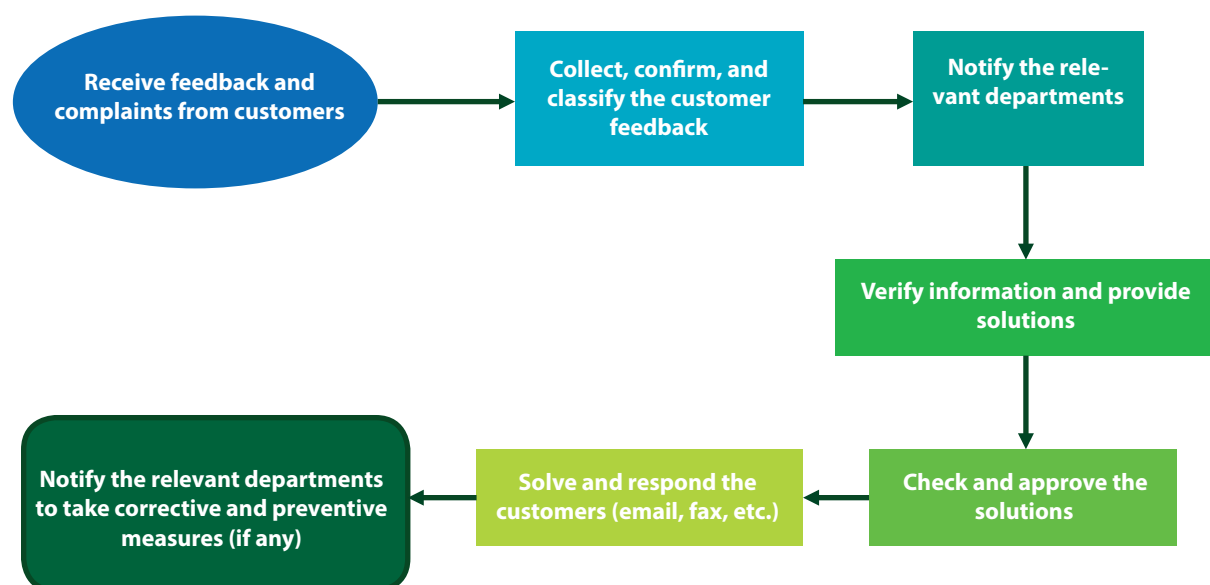 Receive feedback and
complaints from customers
Collect, confirm, and
classify the customer
feedback
Notify the rele-
vant departments
Verify information and provide
solutions
Check and approve the
solutions
Solve and respond the
customers (email, fax, etc.)
Notify the relevant departments
to take corrective and preventive
measures (if any)